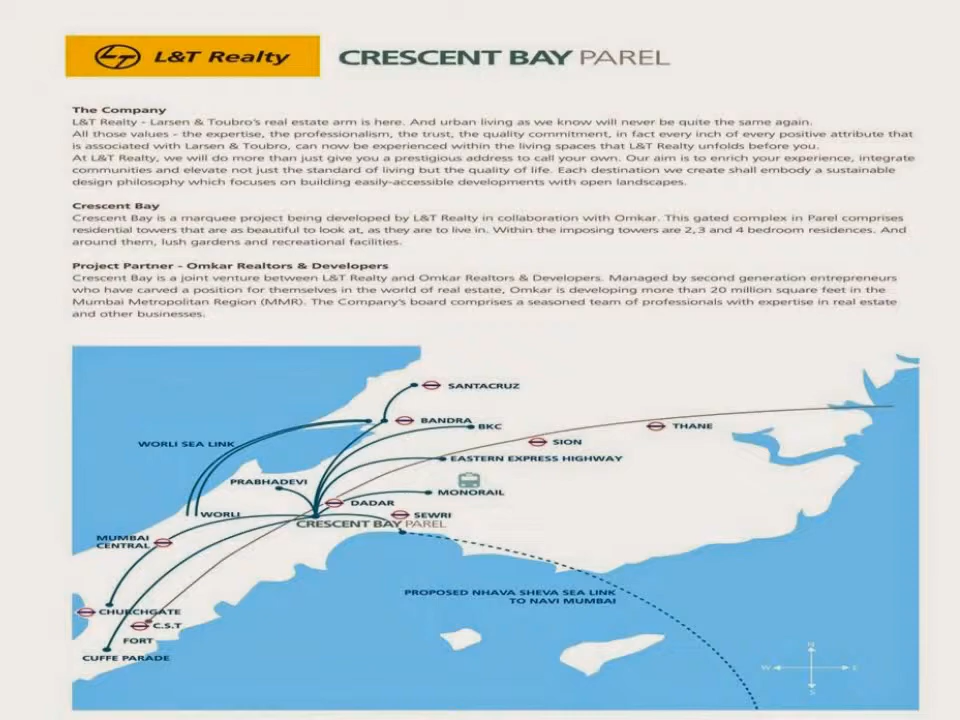 L&T Realty CRESCENT BAY PAREL
The Company
L&T Realty - Larsen & Toubro's real estate arm is here. And urban living as we know will never be quite the same again.
All those values - the expertise, the professionalism, the trust, the quality commitment, in fact every inch of every positive attribute that
is associated with Larsen & Toubro, can now be experienced within the living spaces that L&T Realty unfolds before you.
At L&T Realty, we will do more than just give you a prestigious address to call your own. Our aim is to enrich your experience, integrate
communities and elevate not just the standard of living but the quality of life. Each destination we create shall embody a sustainable
design philosophy which focuses on building easily-accessible developments with open landscapes.
Crescent Bay
Crescent Bay is a marquee project being developed by L&T Realty in collaboration with Omkar. This gated complex in Parel comprises
residential towers that are as beautiful to look at, as they are to live in. Within the imposing towers are 2, 3 and 4 bedroom residences. And
around them, lush gardens and recreational facilities.
Project Partner - Omkar Realtors & Developers
Crescent Bay is a joint venture between L&T Realty and Omkar Realtors & Developers. Managed by second generation entrepreneurs
who have carved a position for themselves in the world of real estate, Omkar is developing more than 20 million square feet in the
Mumbai Metropolitan Region (MMR). The Company's board comprises a seasoned team of professionals with expertise in real estate
and other businesses.
SANTACRUZ
BANDRA
BKC
THANE
SION
WORLI SEA LINK
EASTERN EXPRESS HIGHWAY
PRABHADEVI
MONORAIL
DADAR
WORLI
SEWRI
CRESCENT BAY PAREL
MUMBAI
CENTRAL
PROPOSED NHAVA SHEVA SEA LINK
TO NAVI MUMBAI
CHURCHGATE
C.S.T
FORT
CUFFE PARADE
N
W E
S